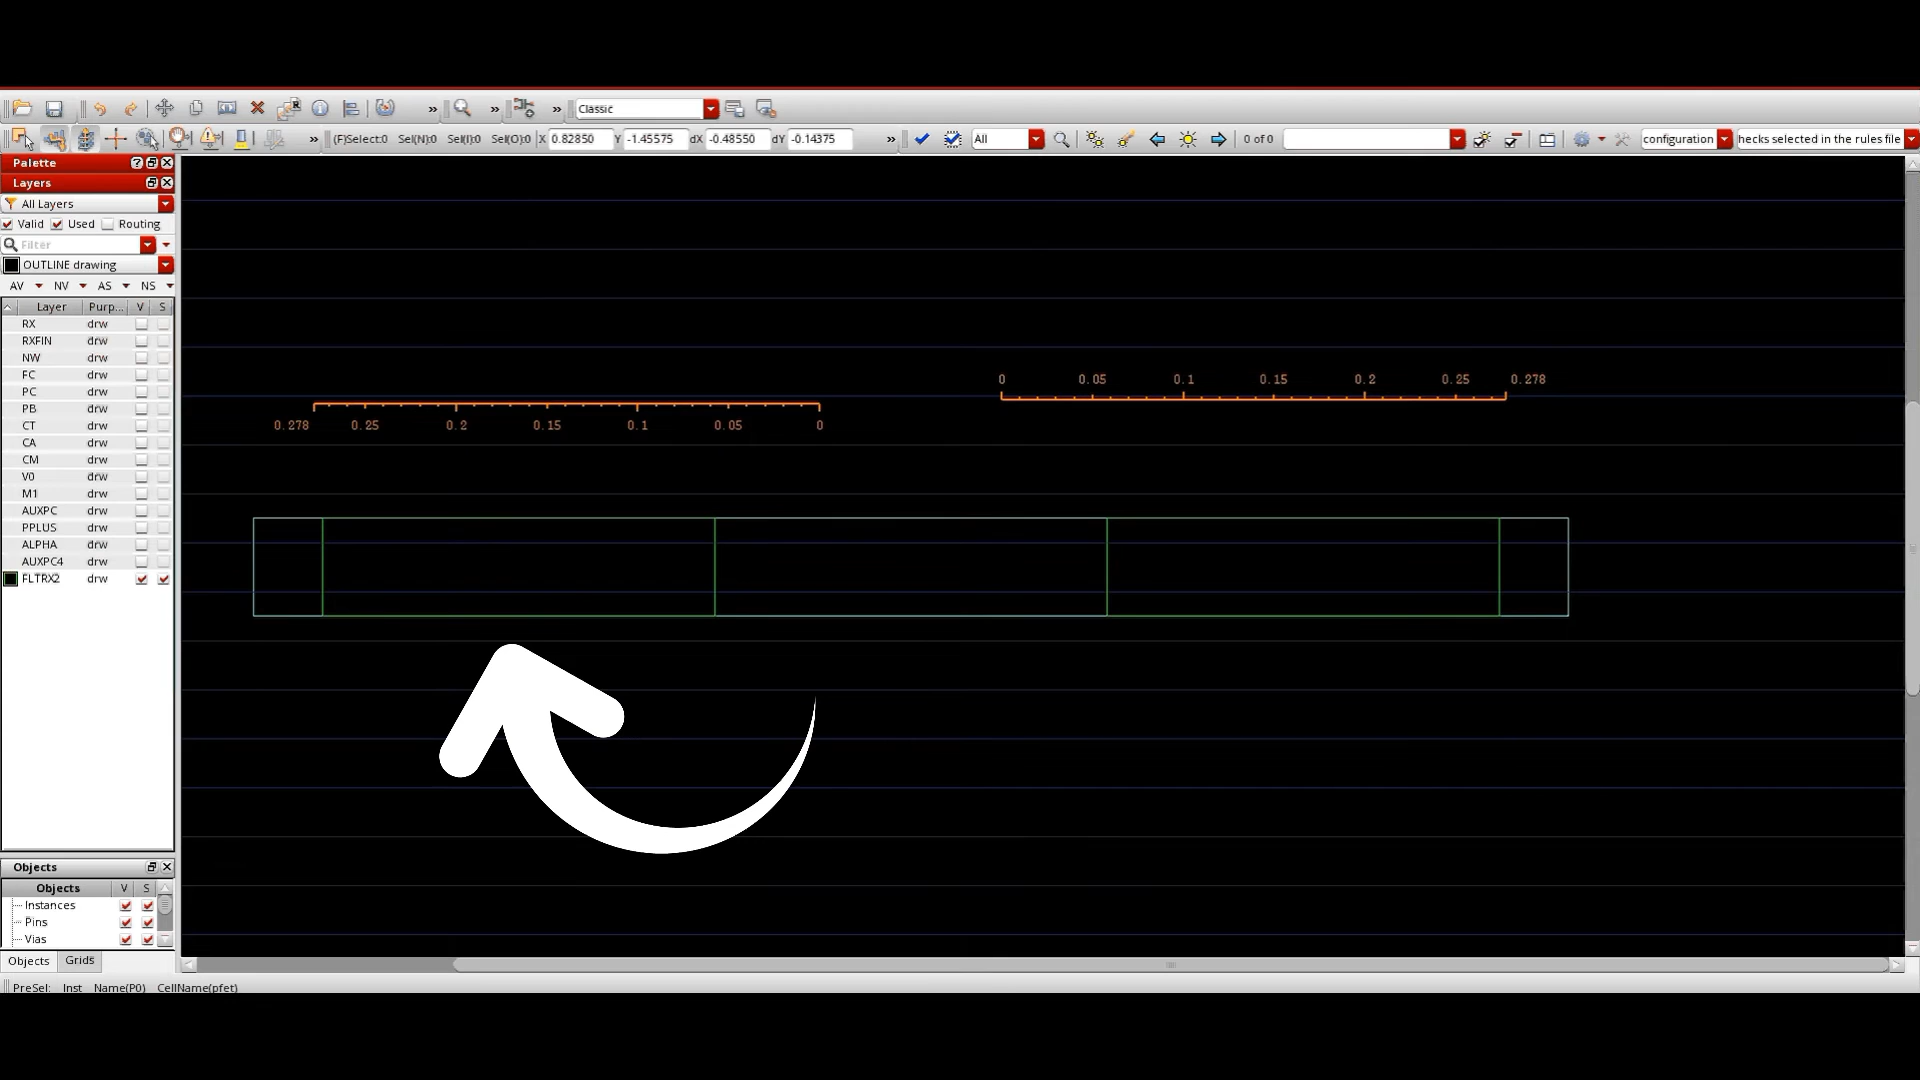 Classic
(F)Select:0 Sel(N):0 Sel(I):0 Sel(O):0 X 0.82850 Y -1.45575 dX -0.48550 dY -0.14375 » All 0 of 0 configuration hecks selected in the rules file
Palette
Layers
All Layers
Valid Used Routing
Filter
OUTLINE drawing
AV NV AS NS
Layer Purp... V S
RX drw
RXFIN drw
NW drw
FC drw
PC drw
PB drw
CT drw
CA drw
CM drw
V0 drw
M1 drw
AUXPC drw
PPLUS drw
ALPHA drw
AUXPC4 drw
FLTRX2 drw
0 0.05 0.1 0.15 0.2 0.25 0.278
0.278 0.25 0.2 0.15 0.1 0.05 0
Objects
Objects V S
Instances
Pins
Vias
Objects Grids
PreSel: Inst Name(P0) CellName(pfet)